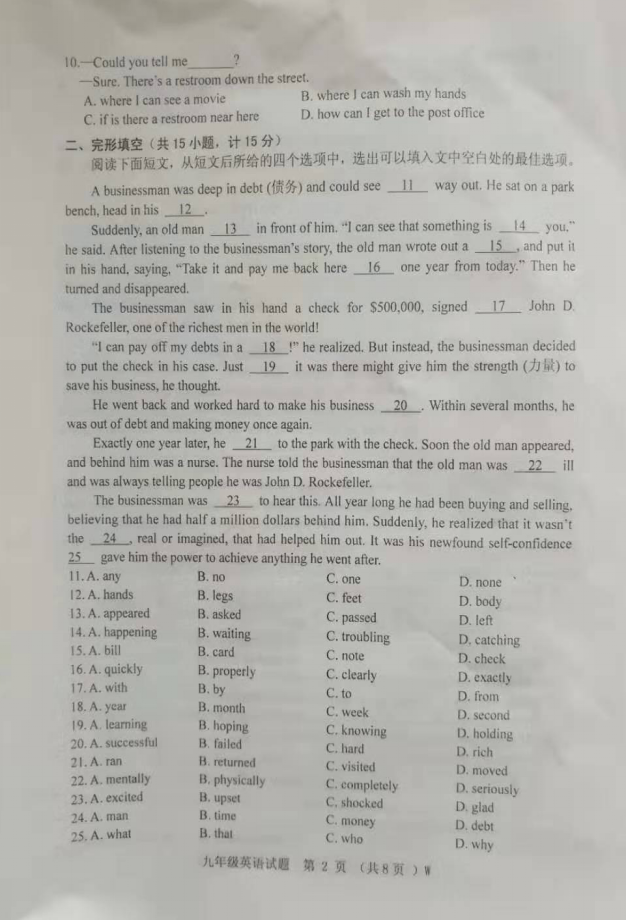 10.—Could you tell me______?
—Sure. There's a restroom down the street.
A. where I can see a movie B. where I can wash my hands
C. if is there a restroom near here D. how can I get to the post office
二、完形填空（共 15 小题，计 15 分）
阅读下面短文，从短文后所给的四个选项中，选出可以填入文中空白处的最佳选项。
A businessman was deep in debt (债务) and could see __11__ way out. He sat on a park
bench, head in his __12__.
Suddenly, an old man __13__ in front of him. “I can see that something is __14__ you,”
he said. After listening to the businessman's story, the old man wrote out a __15__, and put it
in his hand, saying, “Take it and pay me back here __16__ one year from today.” Then he
turned and disappeared.
The businessman saw in his hand a check for $500,000, signed __17__ John D.
Rockefeller, one of the richest men in the world!
“I can pay off my debts in a __18__!” he realized. But instead, the businessman decided
to put the check in his case. Just __19__ it was there might give him the strength (力量) to
save his business, he thought.
He went back and worked hard to make his business __20__. Within several months, he
was out of debt and making money once again.
Exactly one year later, he __21__ to the park with the check. Soon the old man appeared,
and behind him was a nurse. The nurse told the businessman that the old man was __22__ ill
and was always telling people he was John D. Rockefeller.
The businessman was __23__ to hear this. All year long he had been buying and selling,
believing that he had half a million dollars behind him. Suddenly, he realized that it wasn't
the __24__, real or imagined, that had helped him out. It was his newfound self-confidence
__25__ gave him the power to achieve anything he went after.
11. A. any B. no C. one D. none
12. A. hands B. legs C. feet D. body
13. A. appeared B. asked C. passed D. left
14. A. happening B. waiting C. troubling D. catching
15. A. bill B. card C. note D. check
16. A. quickly B. properly C. clearly D. exactly
17. A. with B. by C. to D. from
18. A. year B. month C. week D. second
19. A. learning B. hoping C. knowing D. holding
20. A. successful B. failed C. hard D. rich
21. A. ran B. returned C. visited D. moved
22. A. mentally B. physically C. completely D. seriously
23. A. excited B. upset C. shocked D. glad
24. A. man B. time C. money D. debt
25. A. what B. that C. who D. why
九年级英语试题 第 2 页 （共 8 页）W